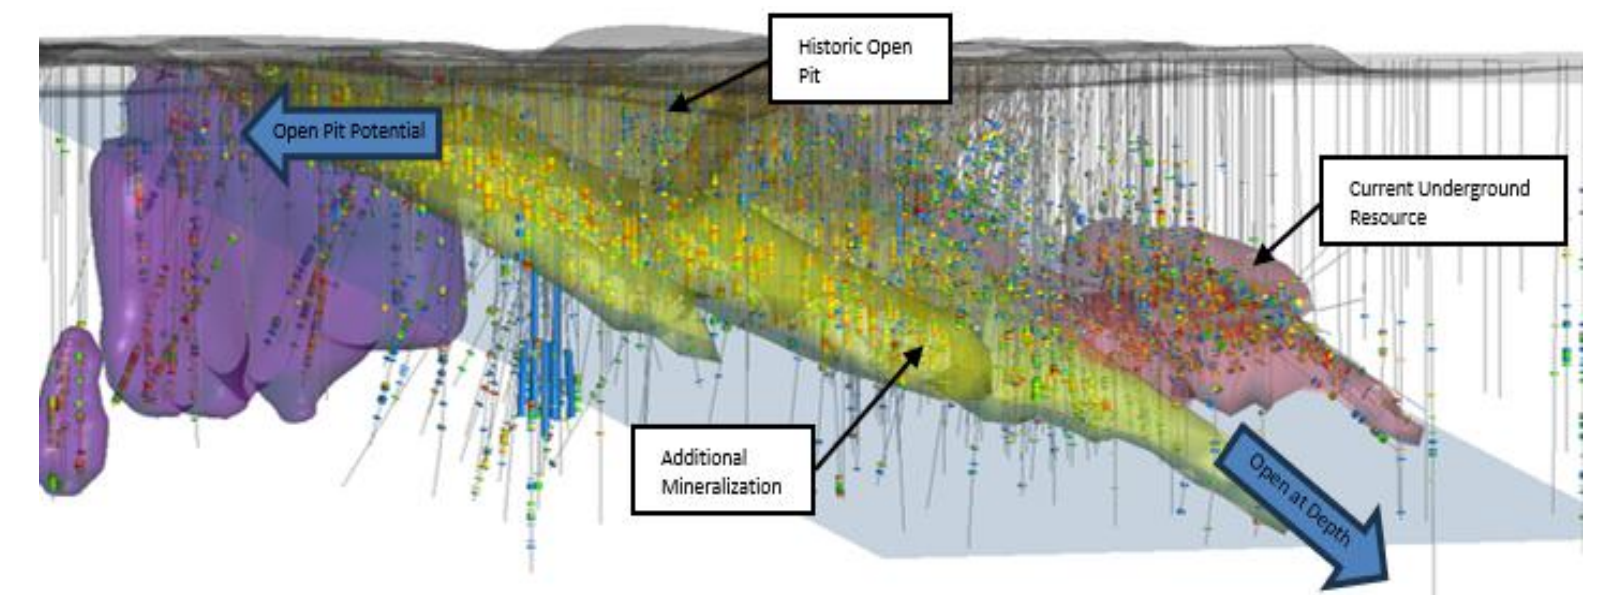 Historic Open
Pit
Open Pit Potential
Current Underground
Resource
Additional
Mineralization
Open at Depth